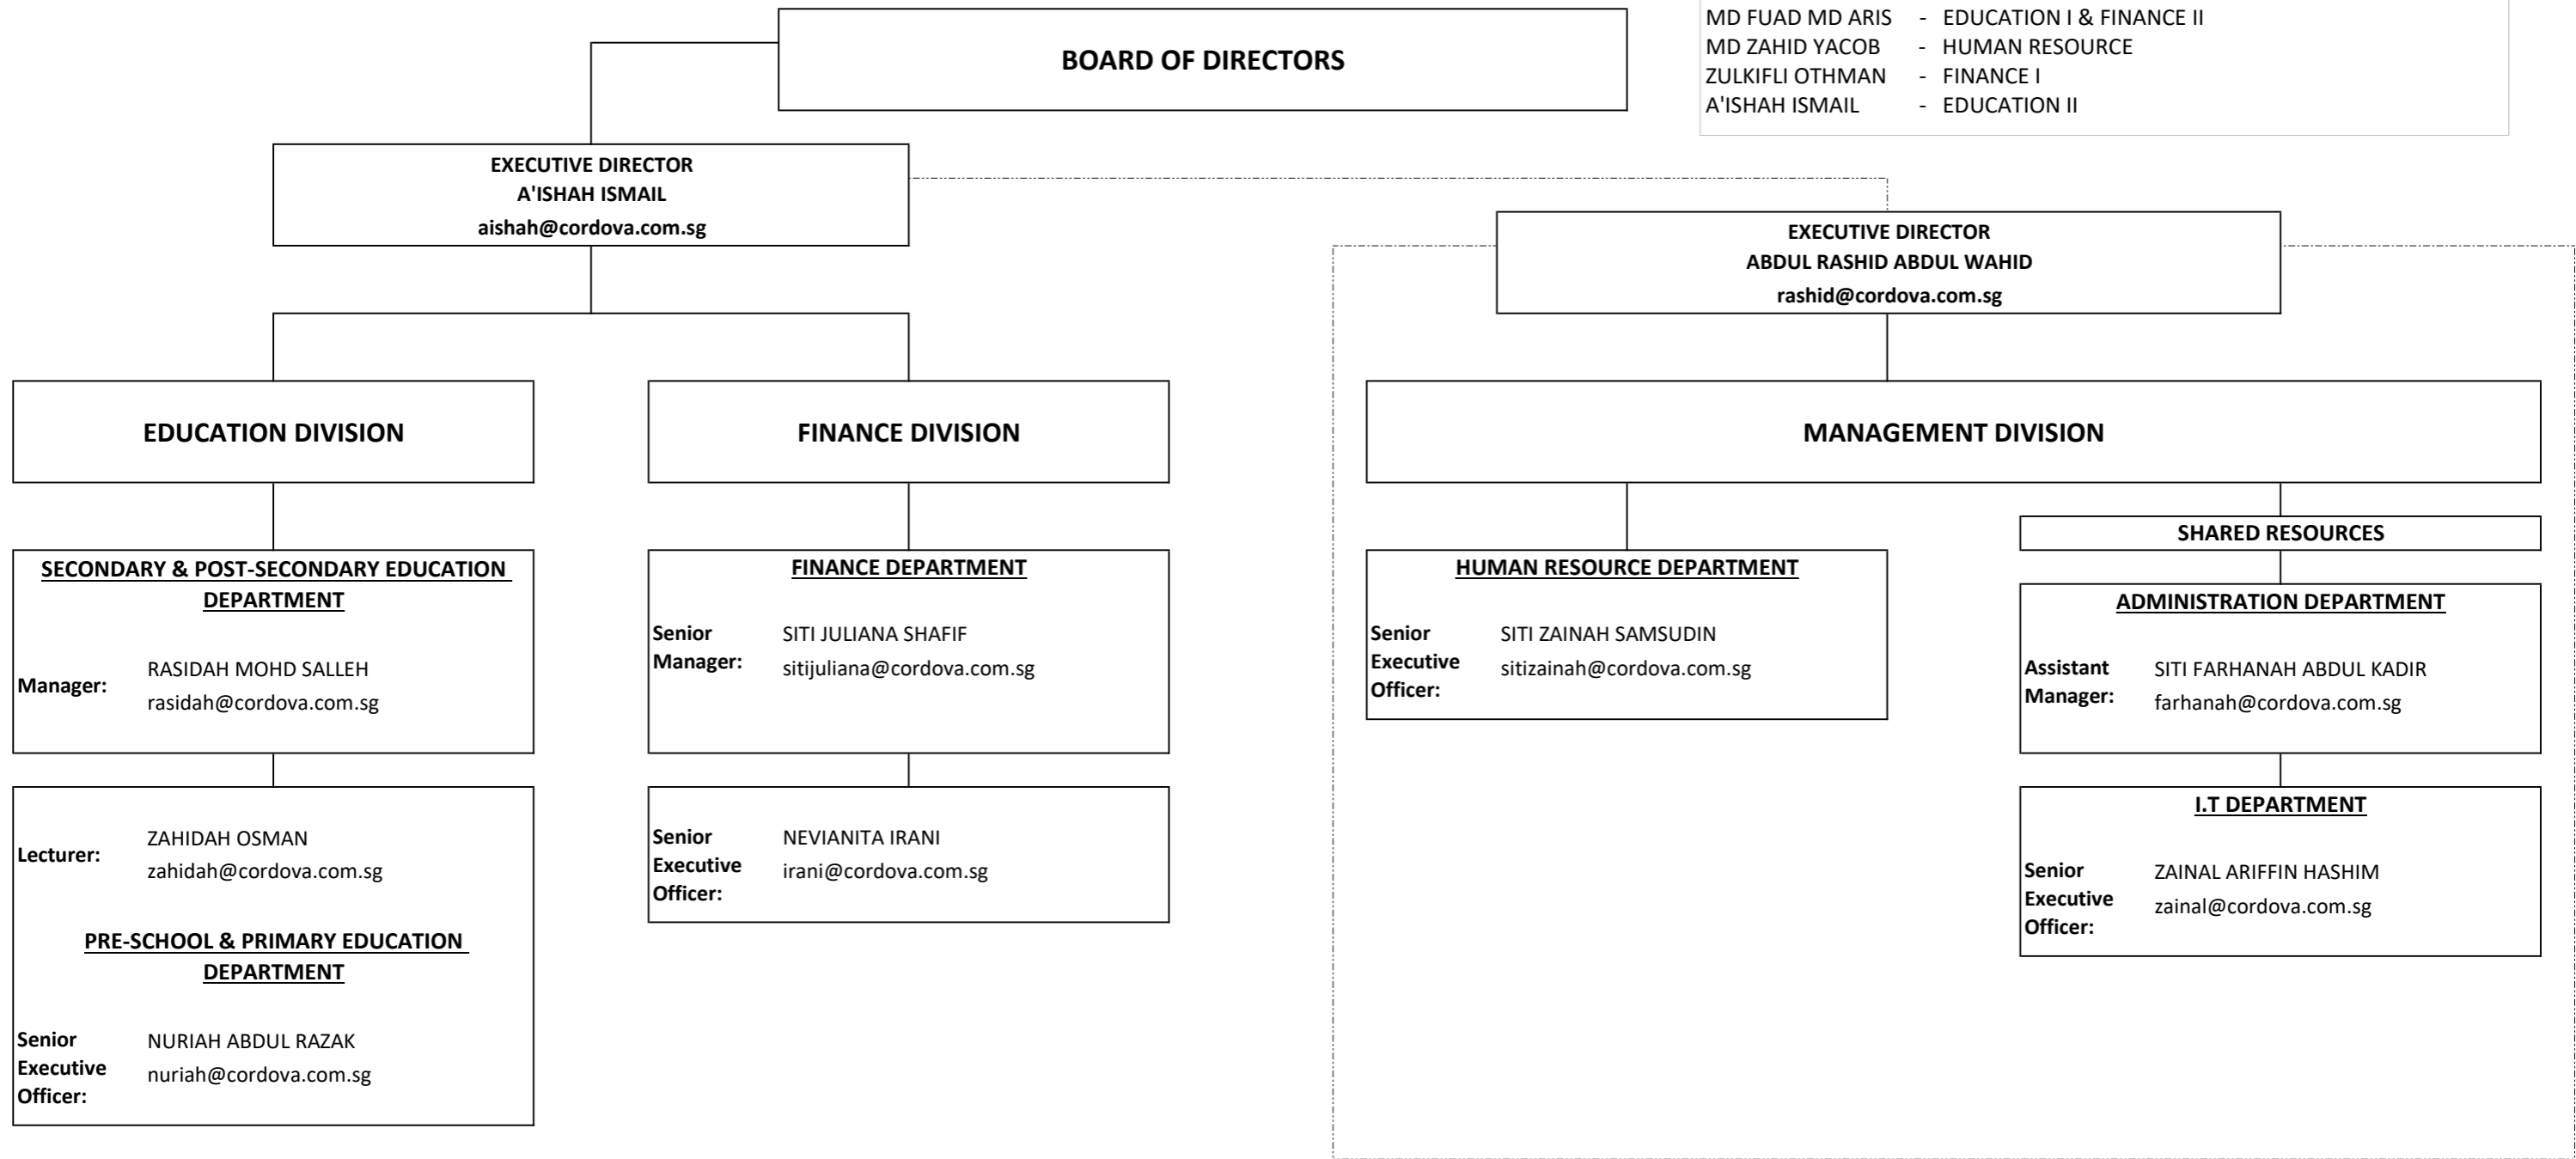 MD FUAD MD ARIS - EDUCATION I & FINANCE II
MD ZAHID YACOB - HUMAN RESOURCE
ZULKIFLI OTHMAN - FINANCE I
A'ISHAH ISMAIL - EDUCATION II
BOARD OF DIRECTORS
EXECUTIVE DIRECTOR
A'ISHAH ISMAIL
aishah@cordova.com.sg
EXECUTIVE DIRECTOR
ABDUL RASHID ABDUL WAHID
rashid@cordova.com.sg
EDUCATION DIVISION
FINANCE DIVISION
MANAGEMENT DIVISION
SECONDARY & POST-SECONDARY EDUCATION
DEPARTMENT
Manager:
RASIDAH MOHD SALLEH
rasidah@cordova.com.sg
Lecturer:
ZAHIDAH OSMAN
zahidah@cordova.com.sg
PRE-SCHOOL & PRIMARY EDUCATION
DEPARTMENT
Senior
Executive
Officer:
NURIAH ABDUL RAZAK
nuriah@cordova.com.sg
FINANCE DEPARTMENT
Senior
Manager:
SITI JULIANA SHAFIF
sitijuliana@cordova.com.sg
Senior
Executive
Officer:
NEVIANITA IRANI
irani@cordova.com.sg
HUMAN RESOURCE DEPARTMENT
Senior
Executive
Officer:
SITI ZAINAH SAMSUDIN
sitizainah@cordova.com.sg
SHARED RESOURCES
ADMINISTRATION DEPARTMENT
Assistant
Manager:
SITI FARHANAH ABDUL KADIR
farhanah@cordova.com.sg
I.T DEPARTMENT
Senior
Executive
Officer:
ZAINAL ARIFFIN HASHIM
zainal@cordova.com.sg